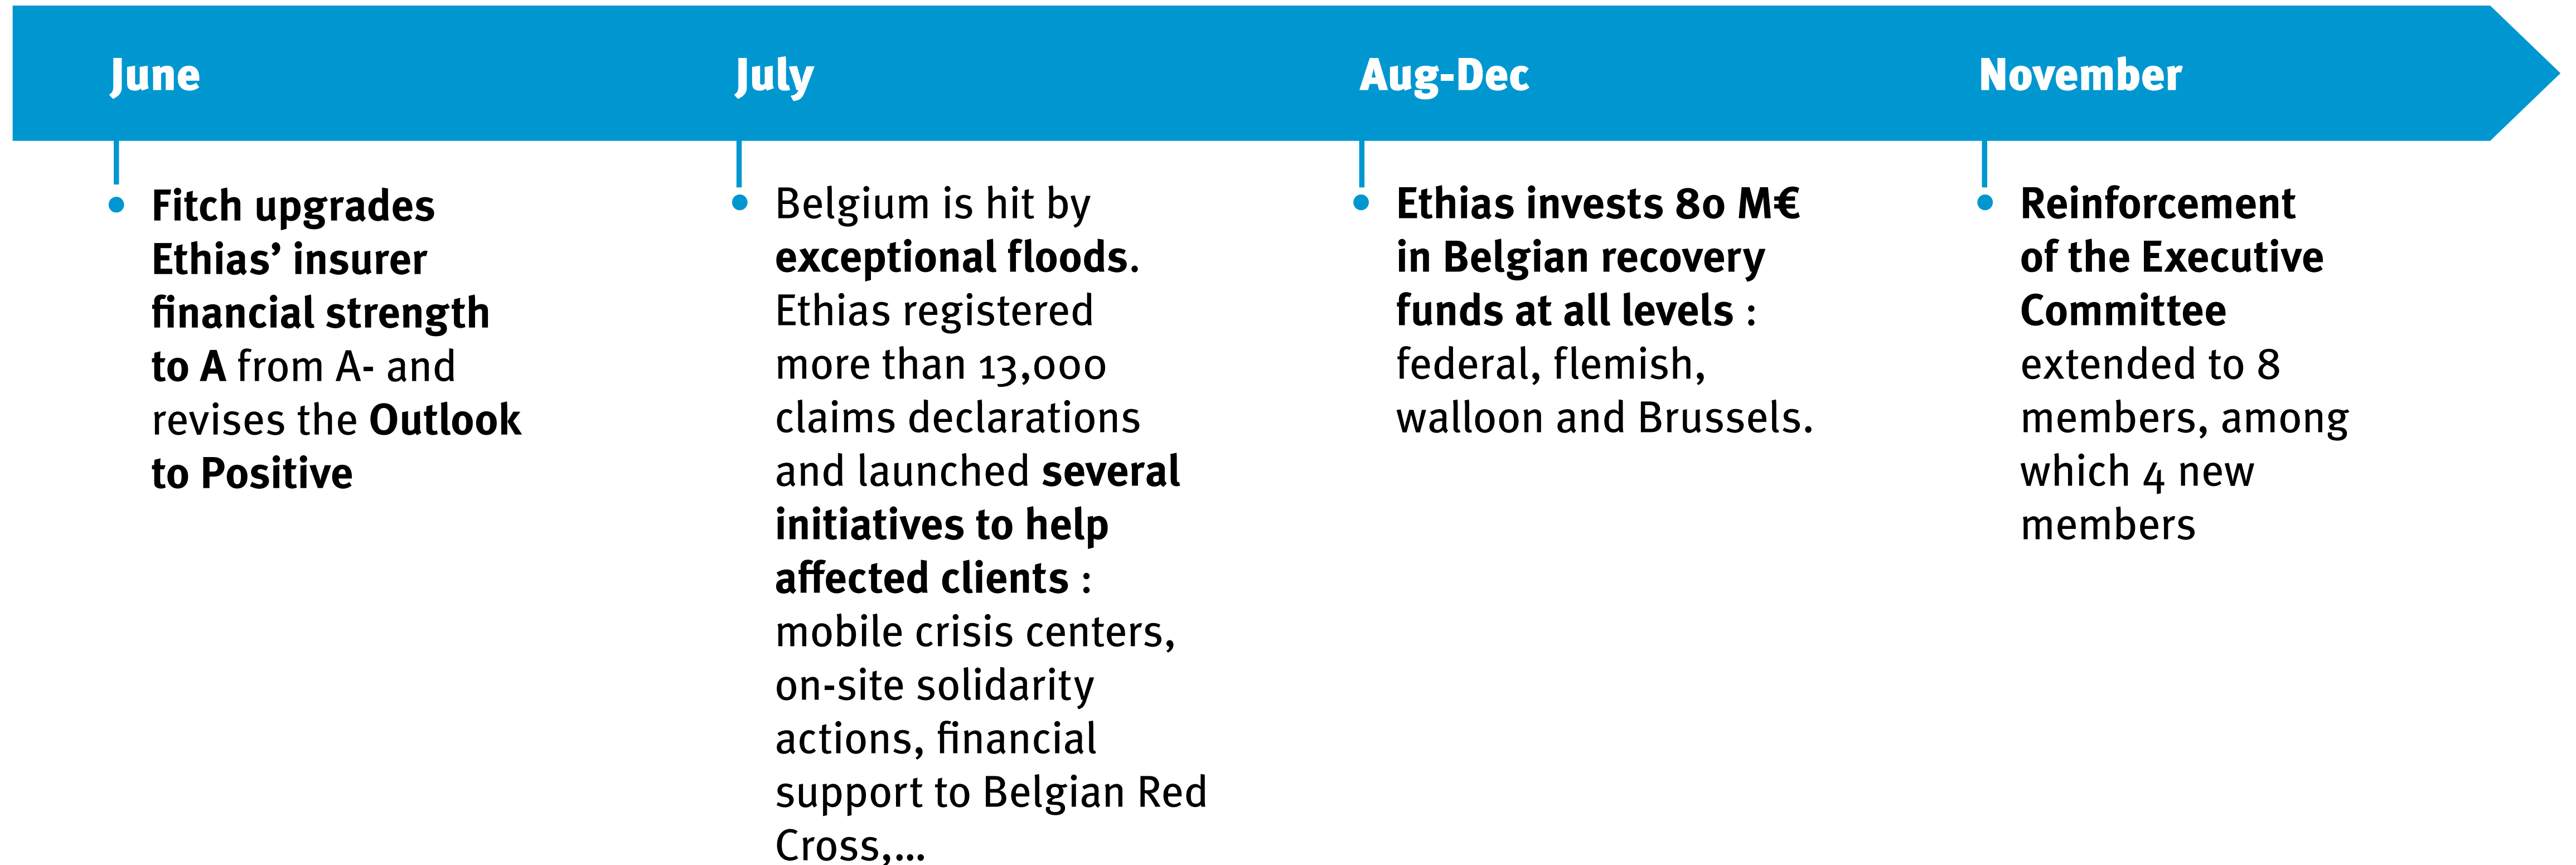 June
Fitch upgrades
Ethias’ insurer
financial strength
to A from A- and
revises the Outlook
to Positive
July
Belgium is hit by
exceptional floods.
Ethias registered
more than 13,000
claims declarations
and launched several
initiatives to help
affected clients :
mobile crisis centers,
on-site solidarity
actions, financial
support to Belgian Red
Cross,...
Aug-Dec
Ethias invests 80 M€
in Belgian recovery
funds at all levels :
federal, flemish,
walloon and Brussels.
November
Reinforcement
of the Executive
Committee
extended to 8
members, among
which 4 new
members